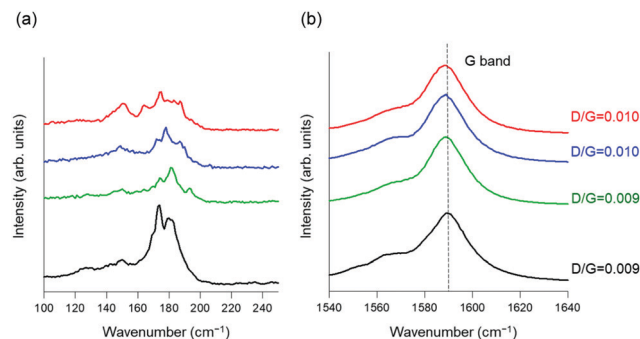 (a)
(b)
Intensity (arb. units)
100 120 140 160 180 200 220 240
Wavenumber (cm⁻¹)
Intensity (arb. units)
G band
D/G=0.010
D/G=0.010
D/G=0.009
D/G=0.009
1540 1560 1580 1600 1620 1640
Wavenumber (cm⁻¹)